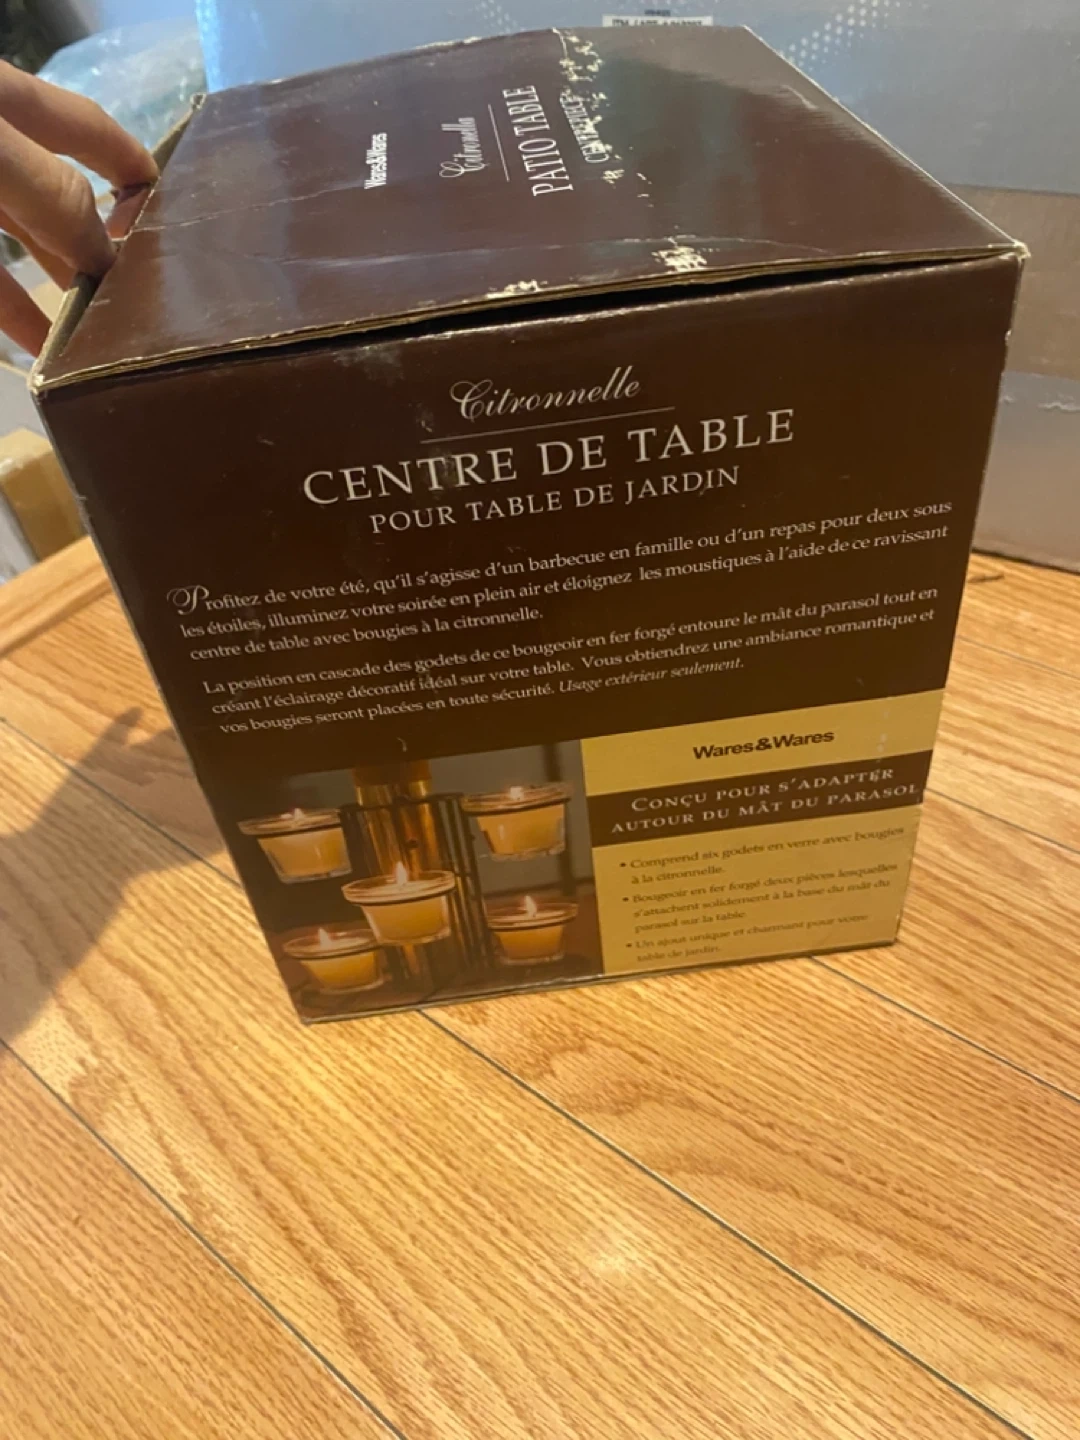 Wares&Wares
Citronella
PATIO TABLE
CENTREPIECE
Citronnelle
CENTRE DE TABLE
POUR TABLE DE JARDIN
Profitez de votre été, qu'il s'agisse d'un barbecue en famille ou d'un repas pour deux sous
les étoiles, illuminez votre soirée en plein air et éloignez les moustiques à l'aide de ce ravissant
centre de table avec bougies à la citronnelle.
La position en cascade des godets de ce bougeoir en fer forgé entoure le mât du parasol tout en
créant l'éclairage décoratif idéal sur votre table. Vous obtiendrez une ambiance romantique et
vos bougies seront placées en toute sécurité. Usage extérieur seulement.
Wares&Wares
CONÇU POUR S'ADAPTER
AUTOUR DU MÂT DU PARASOL
• Comprend six godets en verre avec bougies
à la citronnelle.
• Bougeoir en fer forgé deux pièces lesquelles
s'attachent solidement à la base du mât du
parasol sur la table.
• Un ajout unique et charmant pour votre
table de jardin.